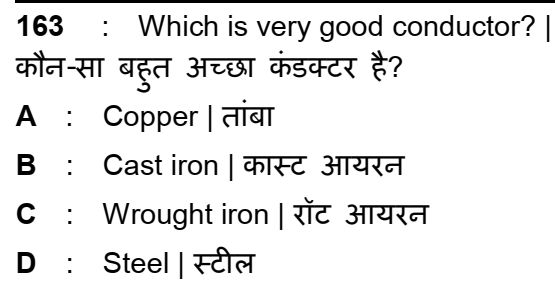 163 : Which is very good conductor? |
कौन-सा बहुत अच्छा कंडक्टर है?
A : Copper | तांबा
B : Cast iron | कास्ट आयरन
C : Wrought iron | रॉट आयरन
D : Steel | स्टील